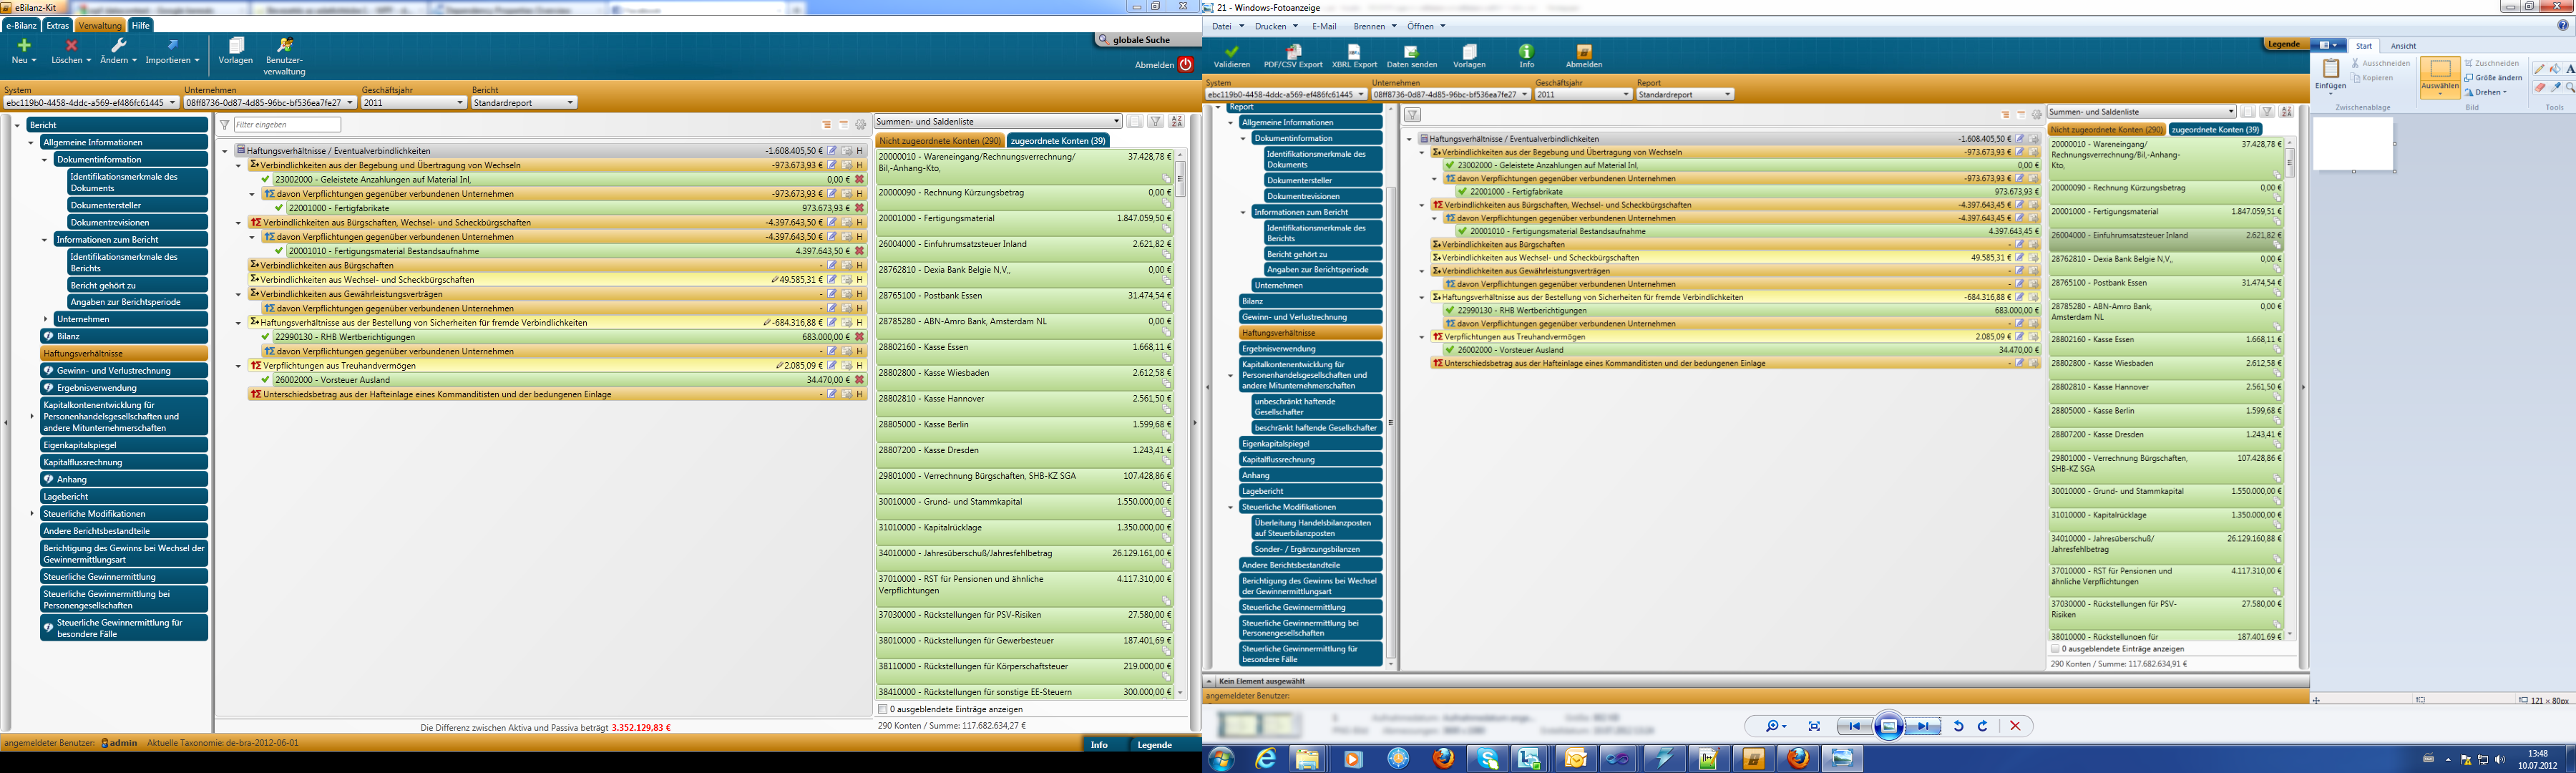 eBilanz-Kit
e-Bilanz Extras Verwaltung Hilfe
Neu Löschen Ändern Importieren Vorlagen Benutzer-
verwaltung
globale Suche
Abmelden
System Unternehmen Geschäftsjahr Bericht
ebc119b0-4458-4ddc-a569-ef486fc61445 08ff8736-0d87-4d85-96bc-bf536ea7fe27 2011 Standardreport
Bericht
Allgemeine Informationen
Dokumentinformation
Identifikationsmerkmale des
Dokuments
Dokumentersteller
Dokumentrevisionen
Informationen zum Bericht
Identifikationsmerkmale des
Berichts
Bericht gehört zu
Angaben zur Berichtsperiode
Unternehmen
Bilanz
Haftungsverhältnisse
Gewinn- und Verlustrechnung
Ergebnisverwendung
Kapitalkontenentwicklung für
Personenhandelsgesellschaften und
andere Mitunternehmerschaften
Eigenkapitalspiegel
Kapitalflussrechnung
Anhang
Lagebericht
Steuerliche Modifikationen
Andere Berichtsbestandteile
Berichtigung des Gewinns bei Wechsel der
Gewinnermittlungsart
Steuerliche Gewinnermittlung
Steuerliche Gewinnermittlung bei
Personengesellschaften
Steuerliche Gewinnermittlung für
besondere Fälle
Filter eingeben
Haftungsverhältnisse / Eventualverbindlichkeiten -1.608.405,50 € H
Verbindlichkeiten aus der Begebung und Übertragung von Wechseln -973.673,93 € H
23002000 - Geleistete Anzahlungen auf Material Inl, 0,00 €
davon Verpflichtungen gegenüber verbundenen Unternehmen -973.673,93 € H
22001000 - Fertigfabrikate 973.673,93 €
Verbindlichkeiten aus Bürgschaften, Wechsel- und Scheckbürgschaften -4.397.643,50 € H
davon Verpflichtungen gegenüber verbundenen Unternehmen -4.397.643,50 € H
20001010 - Fertigungsmaterial Bestandsaufnahme 4.397.643,50 €
Verbindlichkeiten aus Bürgschaften - H
Verbindlichkeiten aus Wechsel- und Scheckbürgschaften 49.585,31 € H
Verbindlichkeiten aus Gewährleistungsverträgen - H
davon Verpflichtungen gegenüber verbundenen Unternehmen - H
Haftungsverhältnisse aus der Bestellung von Sicherheiten für fremde Verbindlichkeiten -684.316,88 € H
22990130 - RHB Wertberichtigungen 683.000,00 €
davon Verpflichtungen gegenüber verbundenen Unternehmen - H
Verpflichtungen aus Treuhandvermögen 2.085,09 € H
26002000 - Vorsteuer Ausland 34.470,00 €
Unterschiedsbetrag aus der Hafteinlage eines Kommanditisten und der bedungenen Einlage - H
Die Differenz zwischen Aktiva und Passiva beträgt 3.352.129,83 €
Summen- und Saldenliste
Nicht zugeordnete Konten (290) zugeordnete Konten (39)
20000010 - Wareneingang/Rechnungsverrechnung/ 37.428,78 €
Bil,-Anhang-Kto,
20000090 - Rechnung Kürzungsbetrag 0,00 €
20001000 - Fertigungsmaterial 1.847.059,50 €
26004000 - Einfuhrumsatzsteuer Inland 2.621,82 €
28762810 - Dexia Bank Belgie N,V,, 0,00 €
28765100 - Postbank Essen 31.474,54 €
28785280 - ABN-Amro Bank, Amsterdam NL 0,00 €
28802160 - Kasse Essen 1.668,11 €
28802800 - Kasse Wiesbaden 2.612,58 €
28802810 - Kasse Hannover 2.561,50 €
28805000 - Kasse Berlin 1.599,68 €
28807200 - Kasse Dresden 1.243,41 €
29801000 - Verrechnung Bürgschaften, SHB-KZ SGA 107.428,86 €
30010000 - Grund- und Stammkapital 1.550.000,00 €
31010000 - Kapitalrücklage 1.350.000,00 €
34010000 - Jahresüberschuß/Jahresfehlbetrag 26.129.161,00 €
37010000 - RST für Pensionen und ähnliche 4.117.310,00 €
Verpflichtungen
37030000 - Rückstellungen für PSV-Risiken 27.580,00 €
38010000 - Rückstellungen für Gewerbesteuer 187.401,69 €
38110000 - Rückstellungen für Körperschaftsteuer 219.000,00 €
38410000 - Rückstellungen für sonstige EE-Steuern 300.000,00 €
0 ausgeblendete Einträge anzeigen
290 Konten / Summe: 117.682.634,27 €
angemeldeter Benutzer: admin Aktuelle Taxonomie: de-bra-2012-06-01
Info Legende
21 - Windows-Fotoanzeige
Datei Drucken E-Mail Brennen Öffnen
Validieren PDF/CSV Export XBRL Export Daten senden Vorlagen Info Abmelden
Legende
System Unternehmen Geschäftsjahr Report
ebc119b0-4458-4ddc-a569-ef486fc61445 08ff8736-0d87-4d85-96bc-bf536ea7fe27 2011 Standardreport
Report
Allgemeine Informationen
Dokumentinformation
Identifikationsmerkmale des
Dokuments
Dokumentersteller
Dokumentrevisionen
Informationen zum Bericht
Identifikationsmerkmale des
Berichts
Bericht gehört zu
Angaben zur Berichtsperiode
Unternehmen
Bilanz
Gewinn- und Verlustrechnung
Haftungsverhältnisse
Ergebnisverwendung
Kapitalkontenentwicklung für
Personenhandelsgesellschaften und
andere Mitunternehmerschaften
unbeschränkt haftende
Gesellschafter
beschränkt haftende Gesellschafter
Eigenkapitalspiegel
Kapitalflussrechnung
Anhang
Lagebericht
Steuerliche Modifikationen
Überleitung Handelsbilanzposten
auf Steuerbilanzposten
Sonder- / Ergänzungsbilanzen
Andere Berichtsbestandteile
Berichtigung des Gewinns bei Wechsel
der Gewinnermittlungsart
Steuerliche Gewinnermittlung
Steuerliche Gewinnermittlung bei
Personengesellschaften
Steuerliche Gewinnermittlung für
besondere Fälle
Haftungsverhältnisse / Eventualverbindlichkeiten -1.608.405,50 €
Verbindlichkeiten aus der Begebung und Übertragung von Wechseln -973.673,93 €
23002000 - Geleistete Anzahlungen auf Material Inl, 0,00 €
davon Verpflichtungen gegenüber verbundenen Unternehmen -973.673,93 €
22001000 - Fertigfabrikate 973.673,93 €
Verbindlichkeiten aus Bürgschaften, Wechsel- und Scheckbürgschaften -4.397.643,45 €
davon Verpflichtungen gegenüber verbundenen Unternehmen -4.397.643,45 €
20001010 - Fertigungsmaterial Bestandsaufnahme 4.397.643,45 €
Verbindlichkeiten aus Bürgschaften -
Verbindlichkeiten aus Wechsel- und Scheckbürgschaften 49.585,31 €
Verbindlichkeiten aus Gewährleistungsverträgen -
davon Verpflichtungen gegenüber verbundenen Unternehmen -
Haftungsverhältnisse aus der Bestellung von Sicherheiten für fremde Verbindlichkeiten -684.316,88 €
22990130 - RHB Wertberichtigungen 683.000,00 €
davon Verpflichtungen gegenüber verbundenen Unternehmen -
Verpflichtungen aus Treuhandvermögen 2.085,09 €
26002000 - Vorsteuer Ausland 34.470,00 €
Unterschiedsbetrag aus der Hafteinlage eines Kommanditisten und der bedungenen Einlage -
Summen- und Saldenliste
Nicht zugeordnete Konten (290) zugeordnete Konten (39)
20000010 - Wareneingang/ 37.428,78 €
Rechnungsverrechnung/Bil,-Anhang-
Kto,
20000090 - Rechnung Kürzungsbetrag 0,00 €
20001000 - Fertigungsmaterial 1.847.059,51 €
26004000 - Einfuhrumsatzsteuer Inland 2.621,82 €
28762810 - Dexia Bank Belgie N,V,, 0,00 €
28765100 - Postbank Essen 31.474,54 €
28785280 - ABN-Amro Bank, 0,00 €
Amsterdam NL
28802160 - Kasse Essen 1.668,11 €
28802800 - Kasse Wiesbaden 2.612,58 €
28802810 - Kasse Hannover 2.561,50 €
28805000 - Kasse Berlin 1.599,68 €
28807200 - Kasse Dresden 1.243,41 €
29801000 - Verrechnung Bürgschaften, 107.428,86 €
SHB-KZ SGA
30010000 - Grund- und Stammkapital 1.550.000,00 €
31010000 - Kapitalrücklage 1.350.000,00 €
34010000 - Jahresüberschuß/ 26.129.160,88 €
Jahresfehlbetrag
37010000 - RST für Pensionen und 4.117.310,00 €
ähnliche Verpflichtungen
37030000 - Rückstellungen für PSV- 27.580,00 €
Risiken
38010000 - Rückstellungen für 187.401,69 €
0 ausgeblendete Einträge anzeigen
290 Konten / Summe: 117.682.634,91 €
Kein Element ausgewählt
angemeldeter Benutzer:
Start Ansicht
Einfügen Ausschneiden
Kopieren
Zwischenablage
Auswählen Zuschneiden
Größe ändern
Drehen
Bild Tools
121 × 80px
13:48
10.07.2012